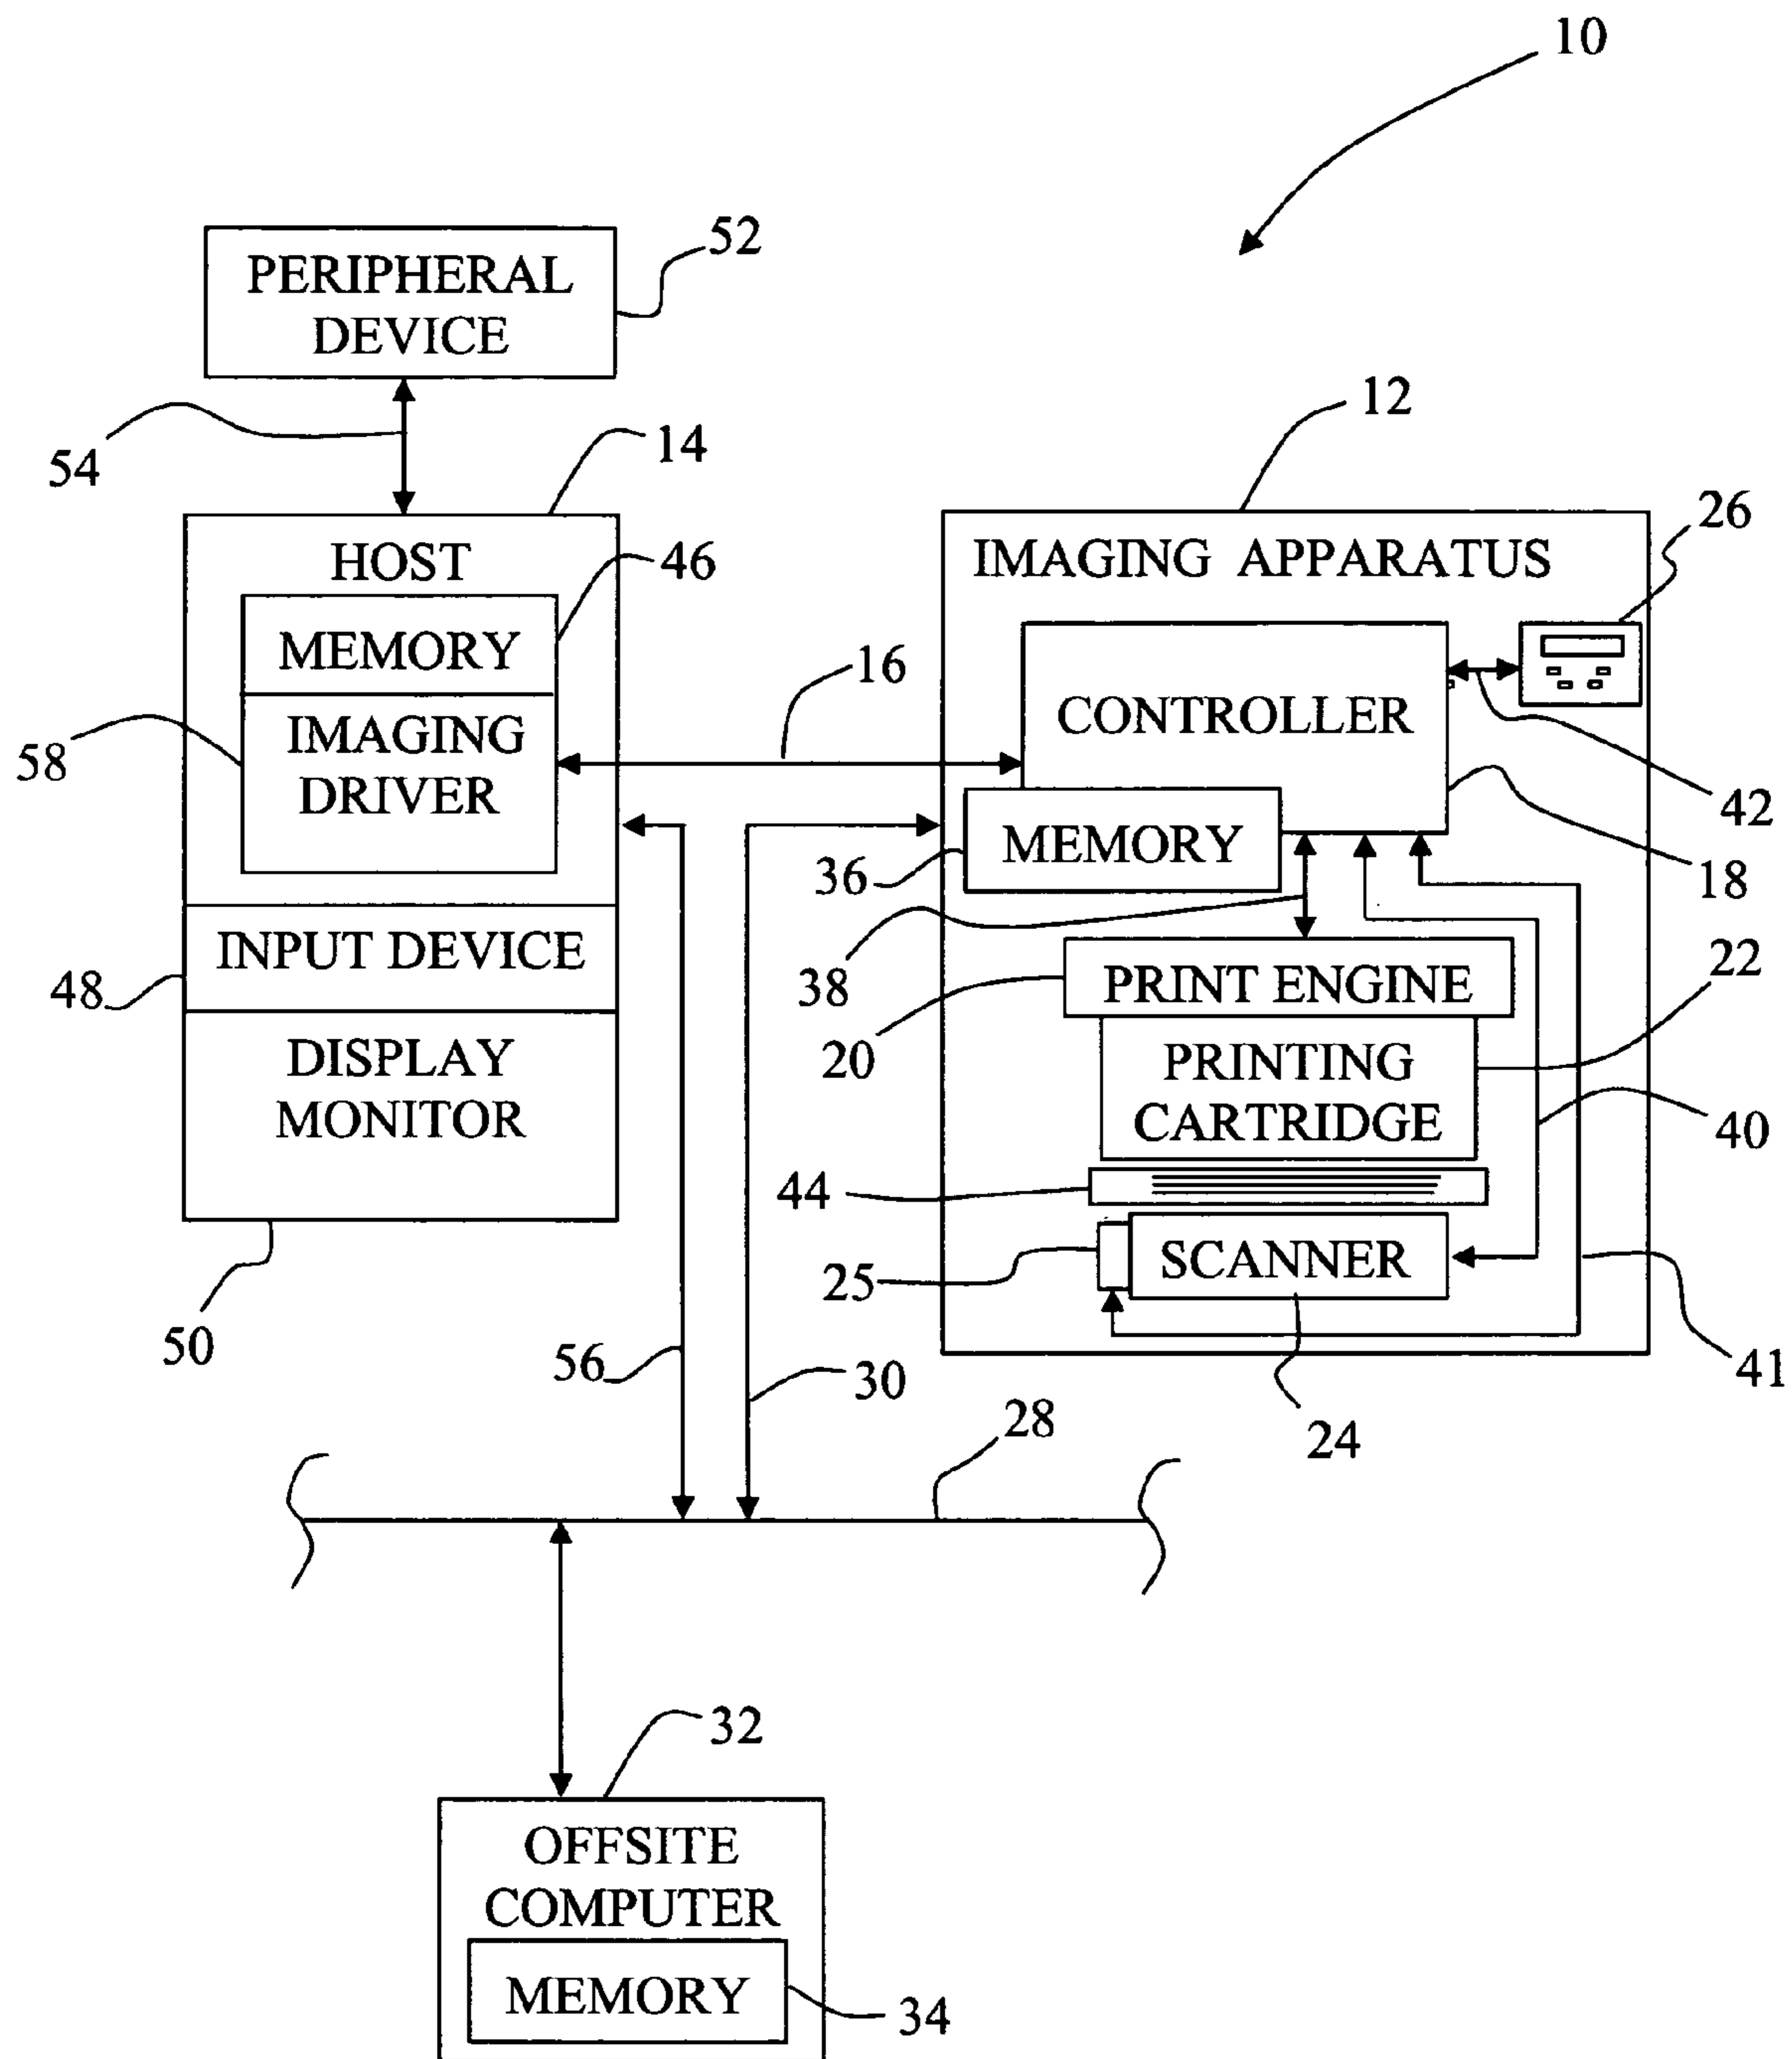 10
52
PERIPHERAL
DEVICE
54
14
12
HOST
46
IMAGING APPARATUS
26
MEMORY
16
CONTROLLER
58
IMAGING
DRIVER
42
MEMORY
36
18
INPUT DEVICE
48
38
PRINT ENGINE
22
20
DISPLAY
MONITOR
PRINTING
CARTRIDGE
40
44
25
SCANNER
50
56
30
41
28
24
32
OFFSITE
COMPUTER
MEMORY
34